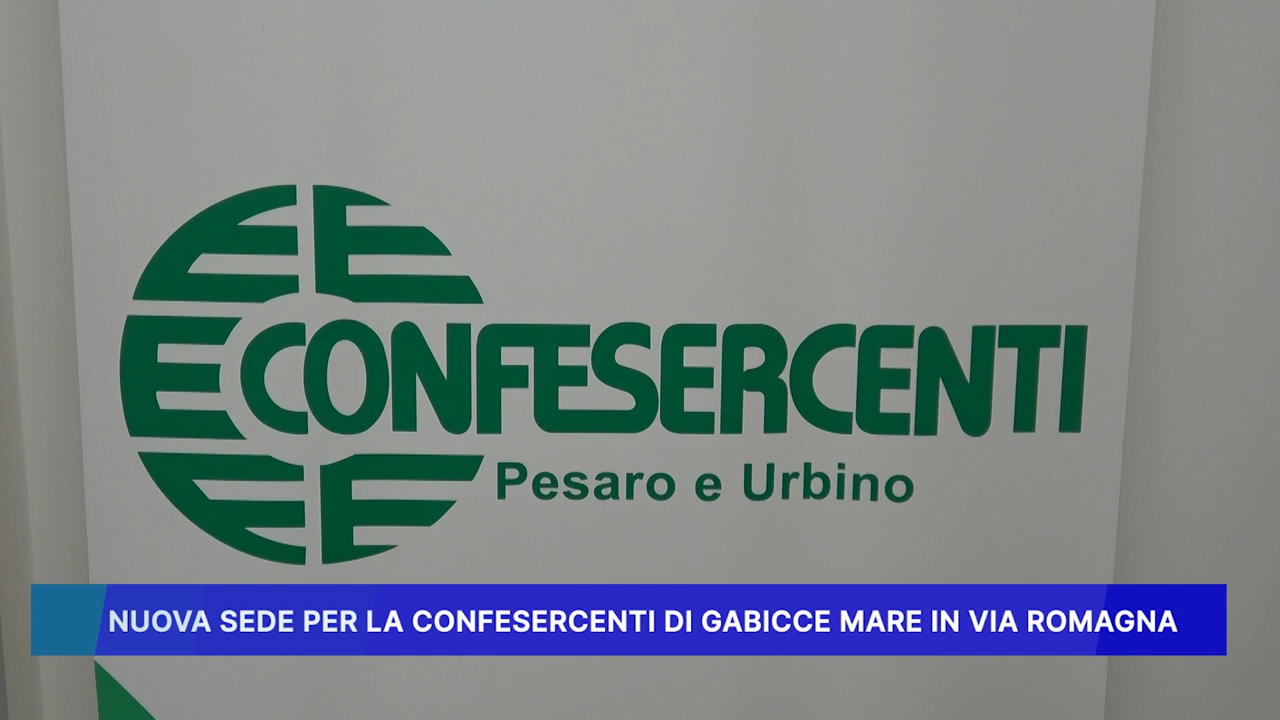 CONFESERCENTI
Pesaro e Urbino
NUOVA SEDE PER LA CONFESERCENTI DI GABICCE MARE IN VIA ROMAGNA